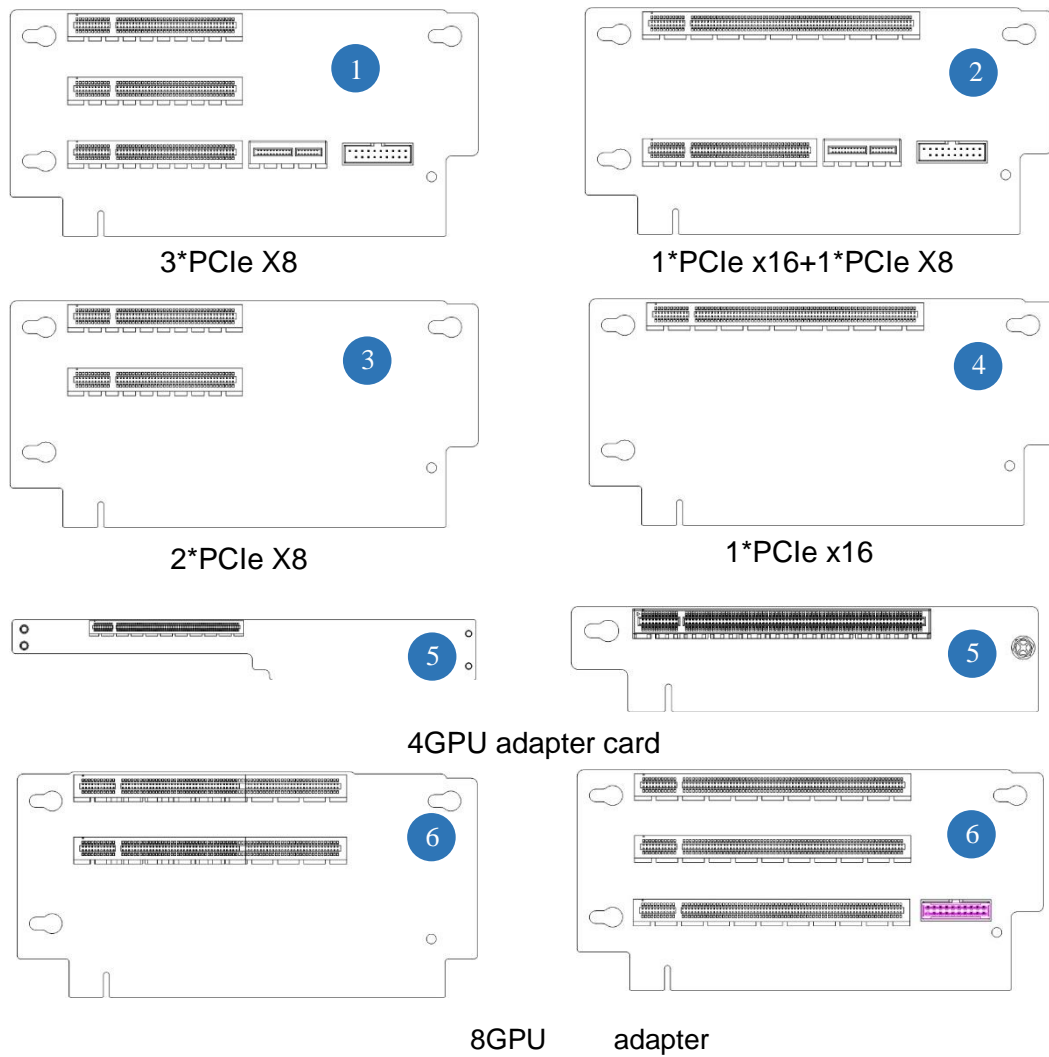 1
2
3*PCIe X8
1*PCIe x16+1*PCIe X8
3
4
2*PCIe X8
1*PCIe x16
5
5
4GPU adapter card
6
6
8GPU adapter